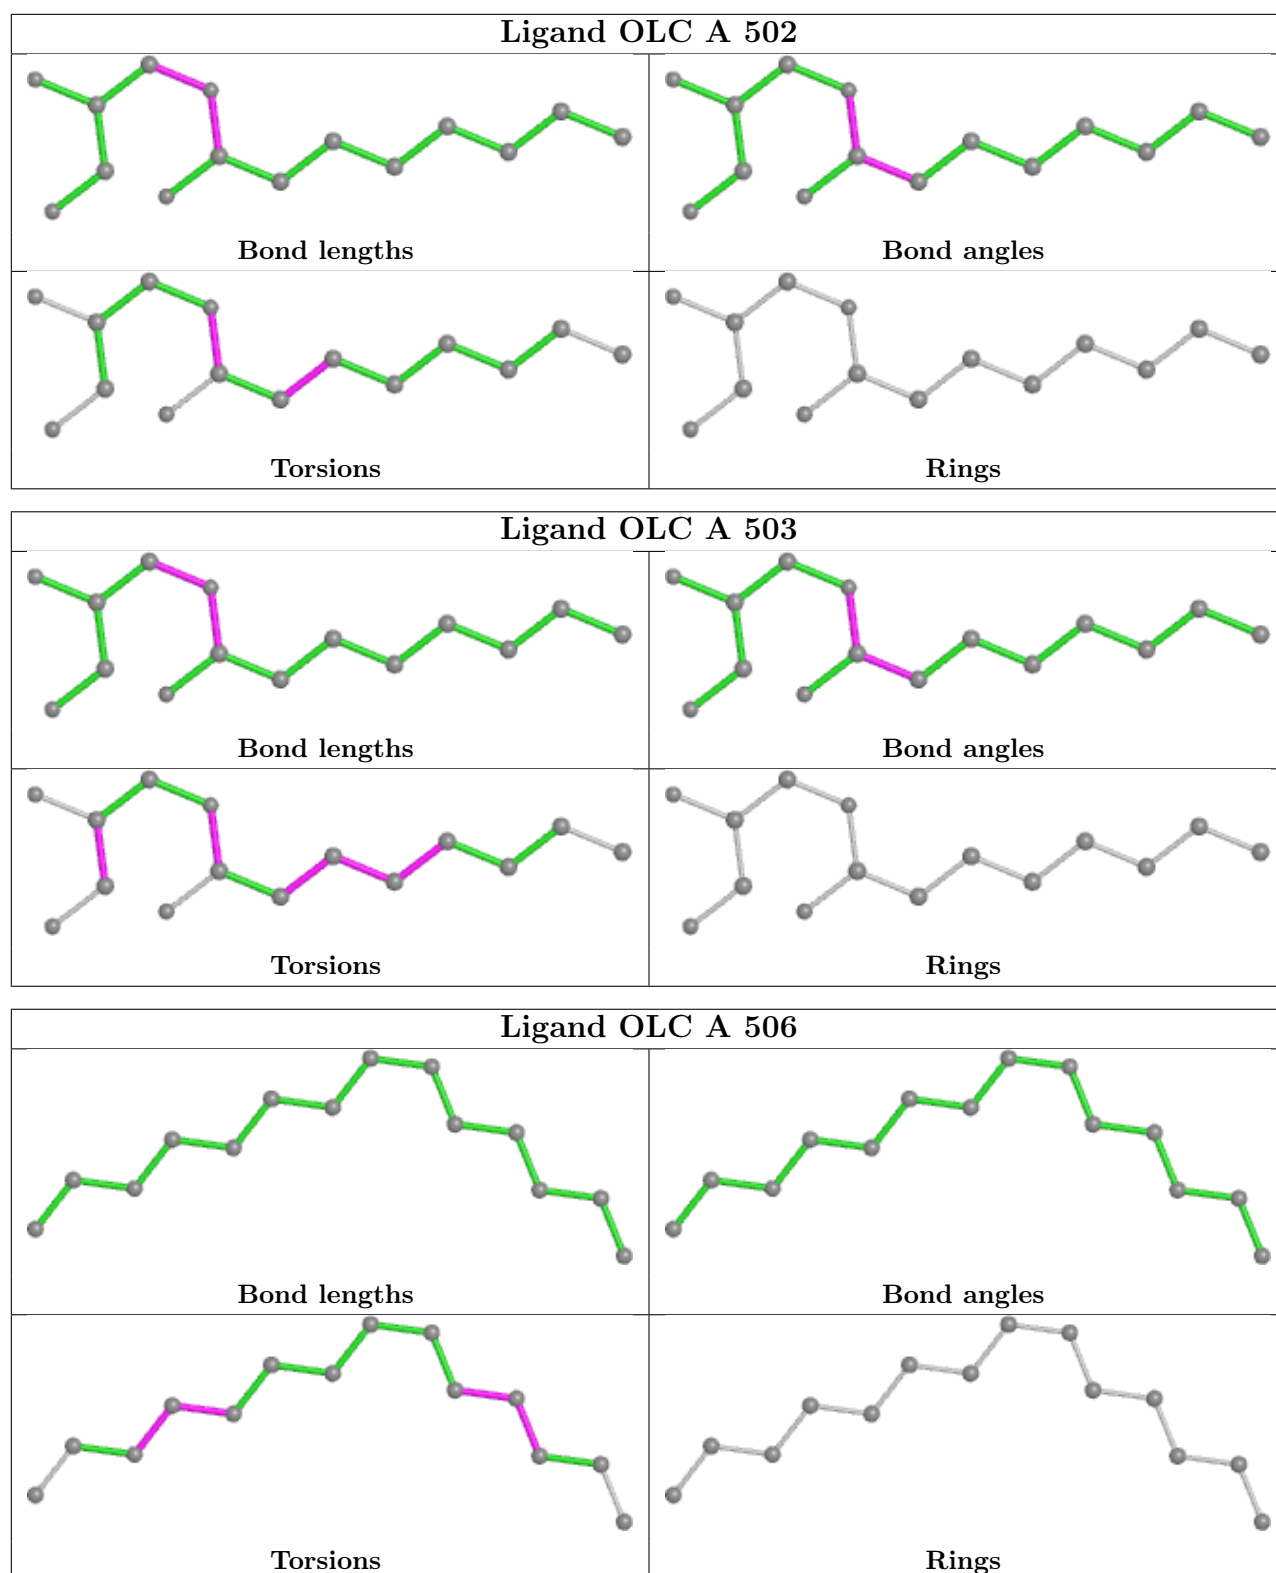 Ligand OLC A 502
Bond lengths
Bond angles
Torsions
Rings
Ligand OLC A 503
Bond lengths
Bond angles
Torsions
Rings
Ligand OLC A 506
Bond lengths
Bond angles
Torsions
Rings